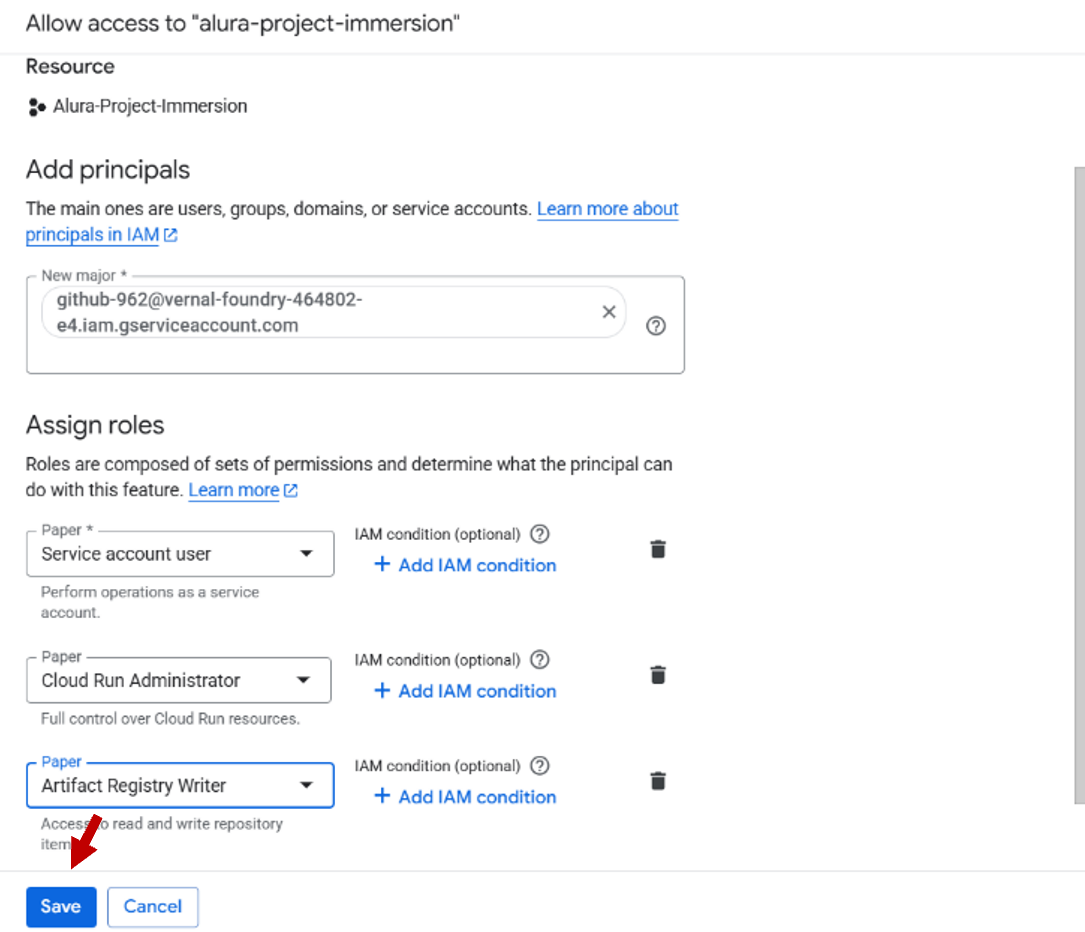 Allow access to "alura-project-immersion"
Resource
Alura-Project-Immersion
Add principals
The main ones are users, groups, domains, or service accounts. Learn more about
principals in IAM
New major *
github-962@vernal-foundry-464802-
e4.iam.gserviceaccount.com
Assign roles
Roles are composed of sets of permissions and determine what the principal can
do with this feature. Learn more
Paper *
Service account user
IAM condition (optional)
+ Add IAM condition
Perform operations as a service
account.
Paper
Cloud Run Administrator
IAM condition (optional)
+ Add IAM condition
Full control over Cloud Run resources.
Paper
Artifact Registry Writer
IAM condition (optional)
+ Add IAM condition
Access to read and write repository
Save
Cancel